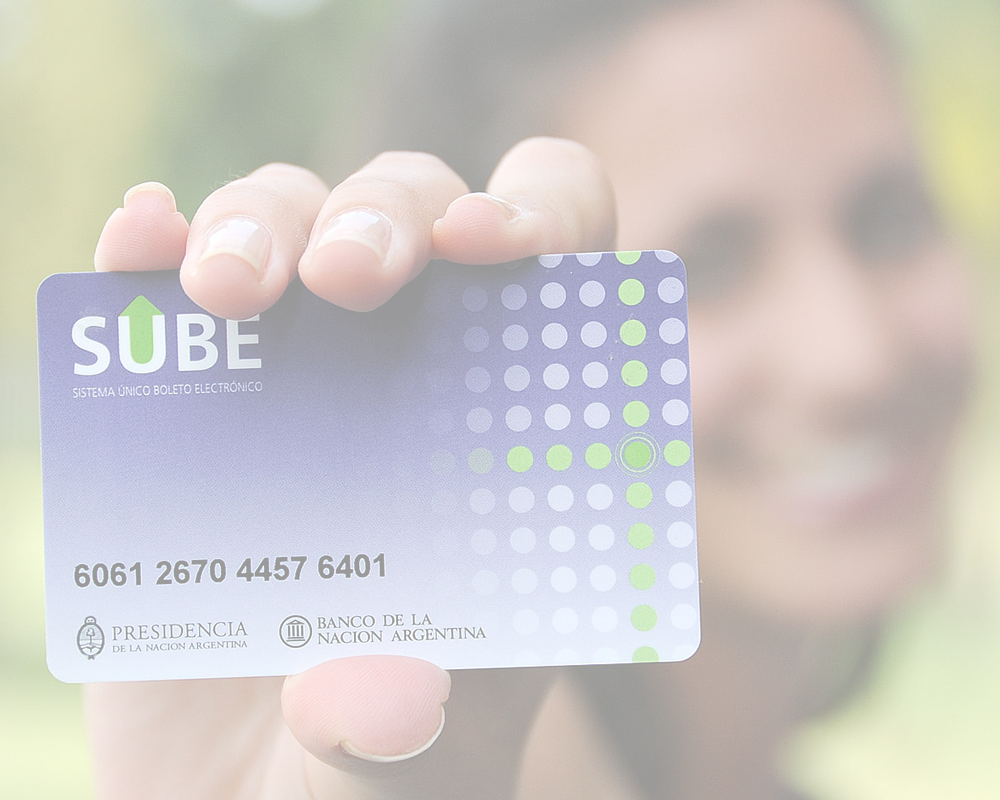 SUBE
SISTEMA ÚNICO BOLETO ELECTRÓNICO
6061 2670 4457 6401
PRESIDENCIA
DE LA NACION ARGENTINA
BANCO DE LA
NACION ARGENTINA